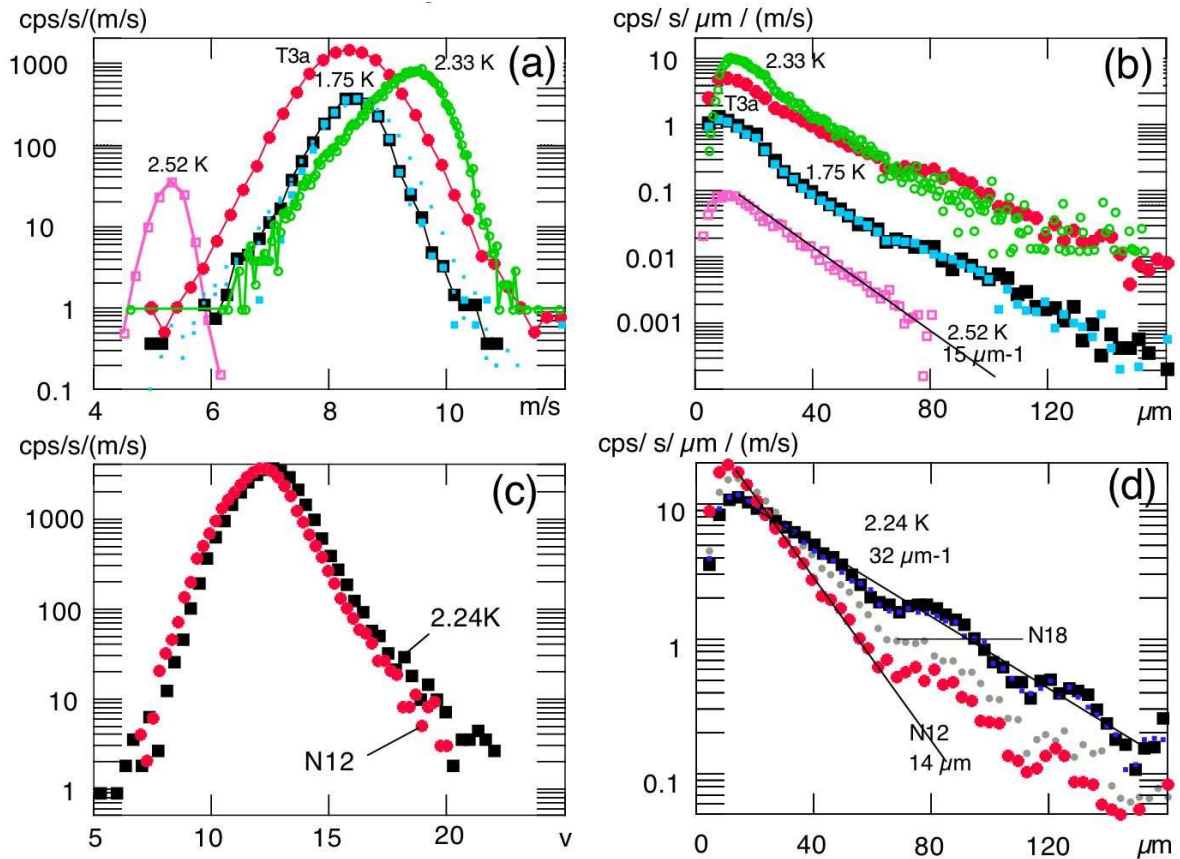 cps/s/(m/s)
(a)
T3a
1.75 K
2.33 K
2.52 K
1000
100
10
1
0.1
4
6
8
10
m/s
cps/ s/ µm / (m/s)
(b)
2.33 K
T3a
1.75 K
2.52 K
15 µm-1
10
1
0.1
0.01
0.001
0
40
80
120
µm
cps/s/(m/s)
(c)
2.24K
N12
1000
100
10
1
5
10
15
20
v
cps/ s/ µm / (m/s)
(d)
2.24 K
32 µm-1
N18
N12
14 µm
10
1
0.1
0
40
80
120
µm